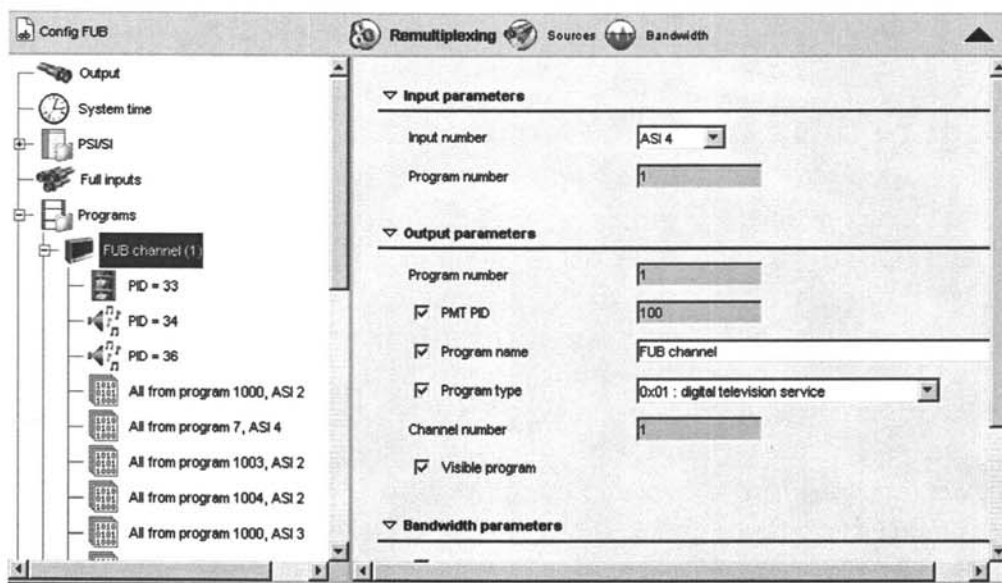 Config FUB
Remultiplexing Sources Bandwidth
Output
System time
PSI/SI
Full inputs
Programs
FUB channel (1)
PID = 33
PID = 34
PID = 36
All from program 1000, ASI 2
All from program 7, ASI 4
All from program 1003, ASI 2
All from program 1004, ASI 2
All from program 1000, ASI 3
Input parameters
Input number ASI 4
Program number 1
Output parameters
Program number 1
PMT PID 100
Program name FUB channel
Program type 0x01 : digital television service
Channel number 1
Visible program
Bandwidth parameters